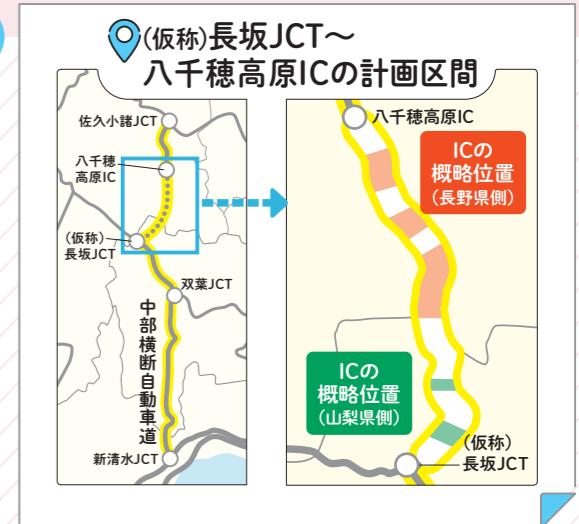 (仮称)長坂JCT～
八千穂高原ICの計画区間
佐久小諸JCT
八千穂
高原IC
(仮称)
長坂JCT
双葉JCT
中部横断自動車道
新清水JCT
八千穂高原IC
ICの
概略位置
(長野県側)
ICの
概略位置
(山梨県側)
(仮称)
長坂JCT